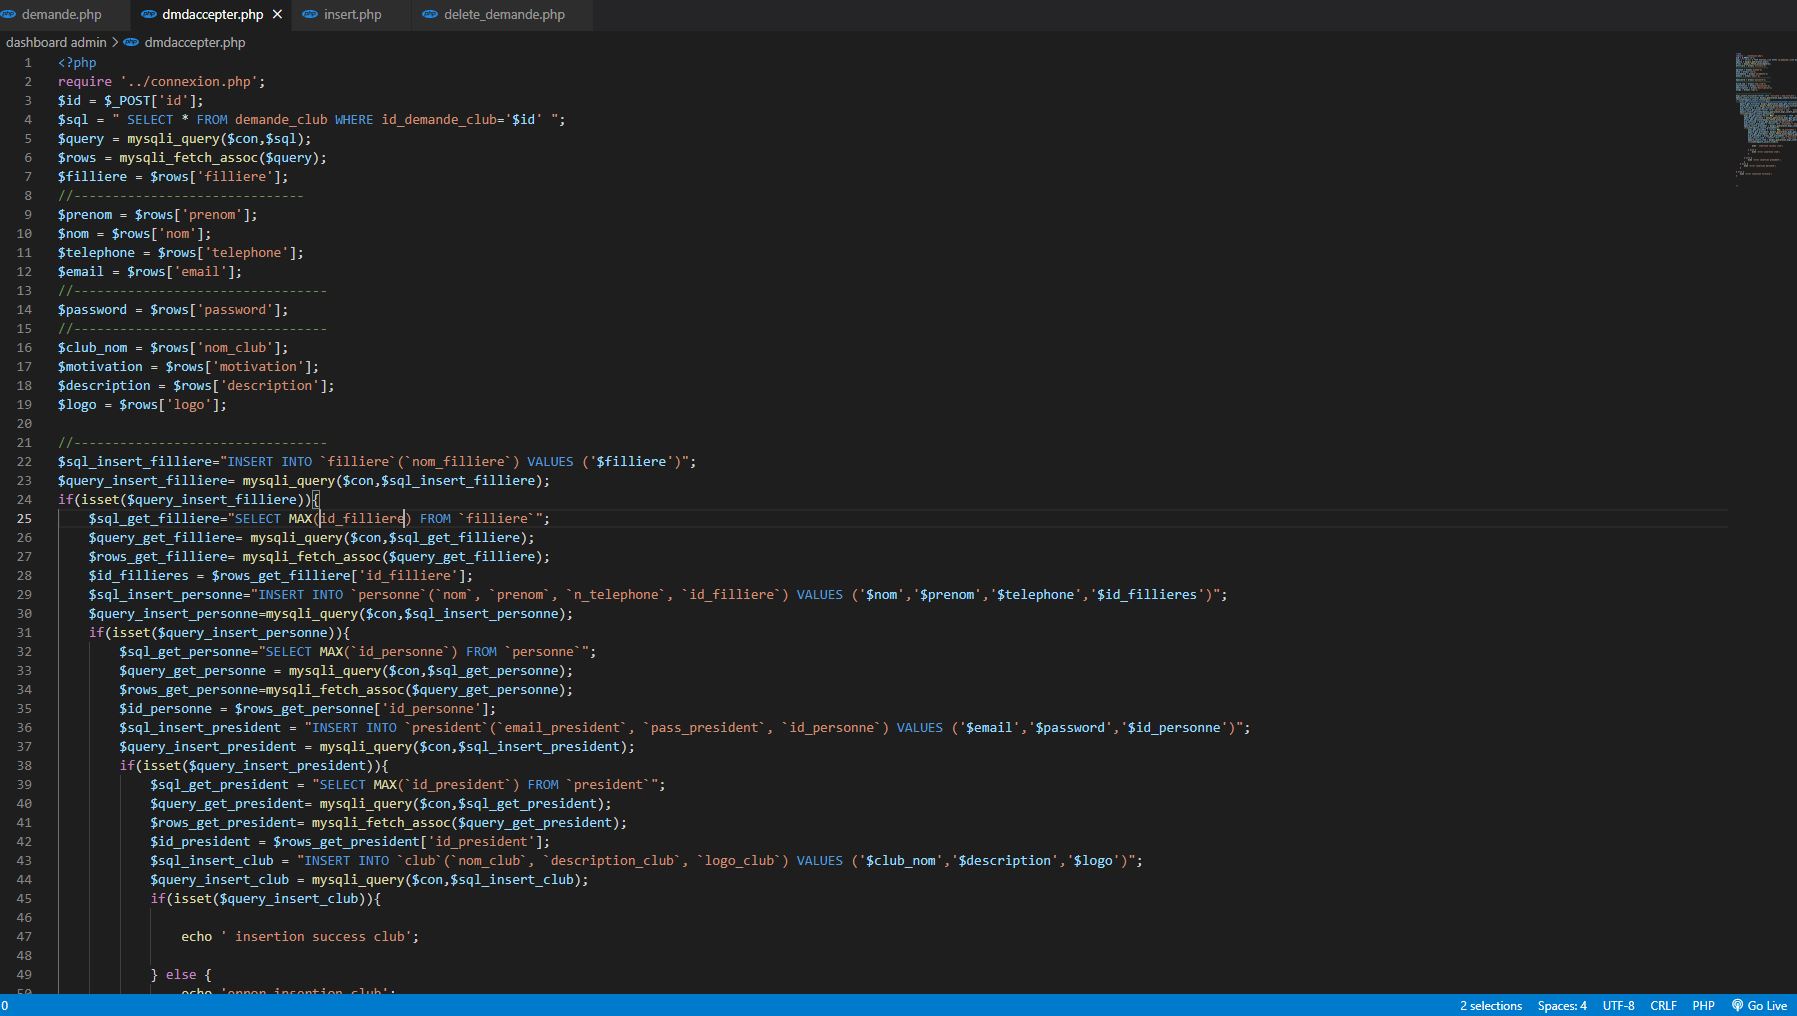 demande.php
dmdaccepter.php
insert.php
delete_demande.php
dashboard admin > dmdaccepter.php
1 <?php
2 require '../connexion.php';
3 $id = $_POST['id'];
4 $sql = " SELECT * FROM demande_club WHERE id_demande_club='$id' ";
5 $query = mysqli_query($con,$sql);
6 $rows = mysqli_fetch_assoc($query);
7 $filliere = $rows['filliere'];
8 //------------------------------
9 $prenom = $rows['prenom'];
10 $nom = $rows['nom'];
11 $telephone = $rows['telephone'];
12 $email = $rows['email'];
13 //---------------------------------
14 $password = $rows['password'];
15 //---------------------------------
16 $club_nom = $rows['nom_club'];
17 $motivation = $rows['motivation'];
18 $description = $rows['description'];
19 $logo = $rows['logo'];
20
21 //---------------------------------
22 $sql_insert_filliere="INSERT INTO `filliere`(`nom_filliere`) VALUES ('$filliere')";
23 $query_insert_filliere= mysqli_query($con,$sql_insert_filliere);
24 if(isset($query_insert_filliere)){
25 $sql_get_filliere="SELECT MAX(id_filliere) FROM `filliere`";
26 $query_get_filliere= mysqli_query($con,$sql_get_filliere);
27 $rows_get_filliere= mysqli_fetch_assoc($query_get_filliere);
28 $id_fillieres = $rows_get_filliere['id_filliere'];
29 $sql_insert_personne="INSERT INTO `personne`(`nom`, `prenom`, `n_telephone`, `id_filliere`) VALUES ('$nom','$prenom','$telephone','$id_fillieres')";
30 $query_insert_personne=mysqli_query($con,$sql_insert_personne);
31 if(isset($query_insert_personne)){
32 $sql_get_personne="SELECT MAX(`id_personne`) FROM `personne`";
33 $query_get_personne = mysqli_query($con,$sql_get_personne);
34 $rows_get_personne=mysqli_fetch_assoc($query_get_personne);
35 $id_personne = $rows_get_personne['id_personne'];
36 $sql_insert_president = "INSERT INTO `president`(`email_president`, `pass_president`, `id_personne`) VALUES ('$email','$password','$id_personne')";
37 $query_insert_president = mysqli_query($con,$sql_insert_president);
38 if(isset($query_insert_president)){
39 $sql_get_president = "SELECT MAX(`id_president`) FROM `president`";
40 $query_get_president= mysqli_query($con,$sql_get_president);
41 $rows_get_president= mysqli_fetch_assoc($query_get_president);
42 $id_president = $rows_get_president['id_president'];
43 $sql_insert_club = "INSERT INTO `club`(`nom_club`, `description_club`, `logo_club`) VALUES ('$club_nom','$description','$logo')";
44 $query_insert_club = mysqli_query($con,$sql_insert_club);
45 if(isset($query_insert_club)){
46
47 echo ' insertion success club';
48
49 } else {
50 echo 'error insertion club';
0 2 selections Spaces: 4 UTF-8 CRLF PHP Go Live